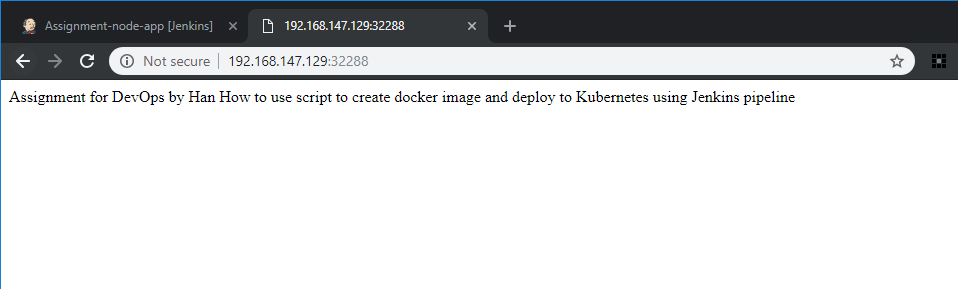 Assignment-node-app [Jenkins]
192.168.147.129:32288
Not secure
192.168.147.129:32288
Assignment for DevOps by Han How to use script to create docker image and deploy to Kubernetes using Jenkins pipeline